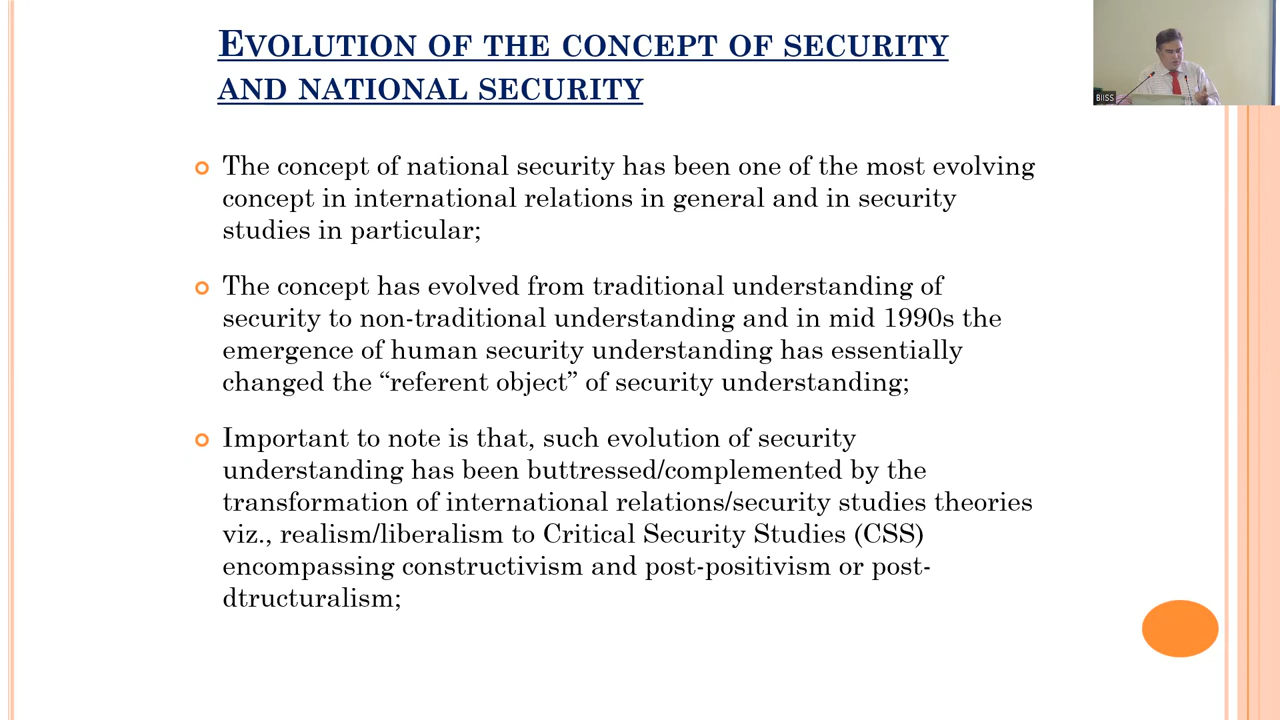 EVOLUTION OF THE CONCEPT OF SECURITY
AND NATIONAL SECURITY
BIISS
The concept of national security has been one of the most evolving
concept in international relations in general and in security
studies in particular;
The concept has evolved from traditional understanding of
security to non-traditional understanding and in mid 1990s the
emergence of human security understanding has essentially
changed the “referent object” of security understanding;
Important to note is that, such evolution of security
understanding has been buttressed/complemented by the
transformation of international relations/security studies theories
viz., realism/liberalism to Critical Security Studies (CSS)
encompassing constructivism and post-positivism or post-
dtructuralism;